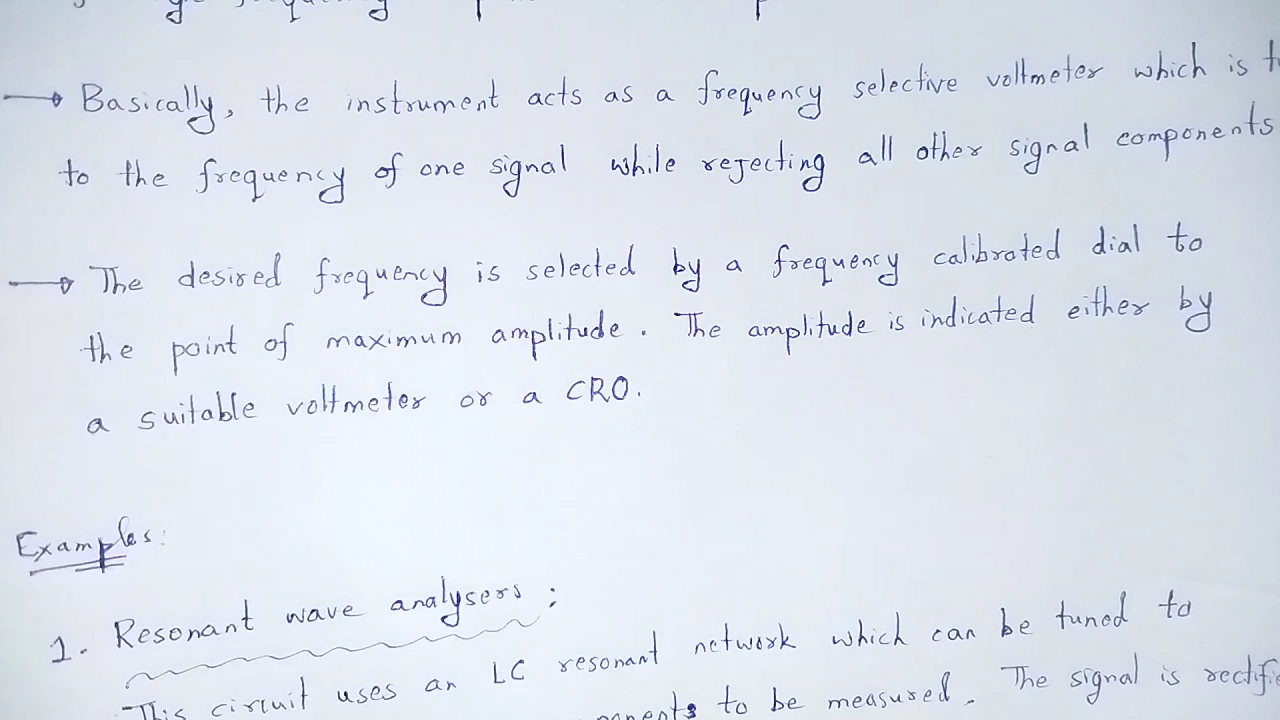 → Basically, the instrument acts as a frequency selective voltmeter which is
to the frequency of one signal while rejecting all other signal components
→ The desired frequency is selected by a frequency calibrated dial to
the point of maximum amplitude. The amplitude is indicated either by
a suitable voltmeter or a CRO.
Examples:
1. Resonant wave analysers:
This circuit uses an LC resonant network which can be tuned to
to be measured. The signal is